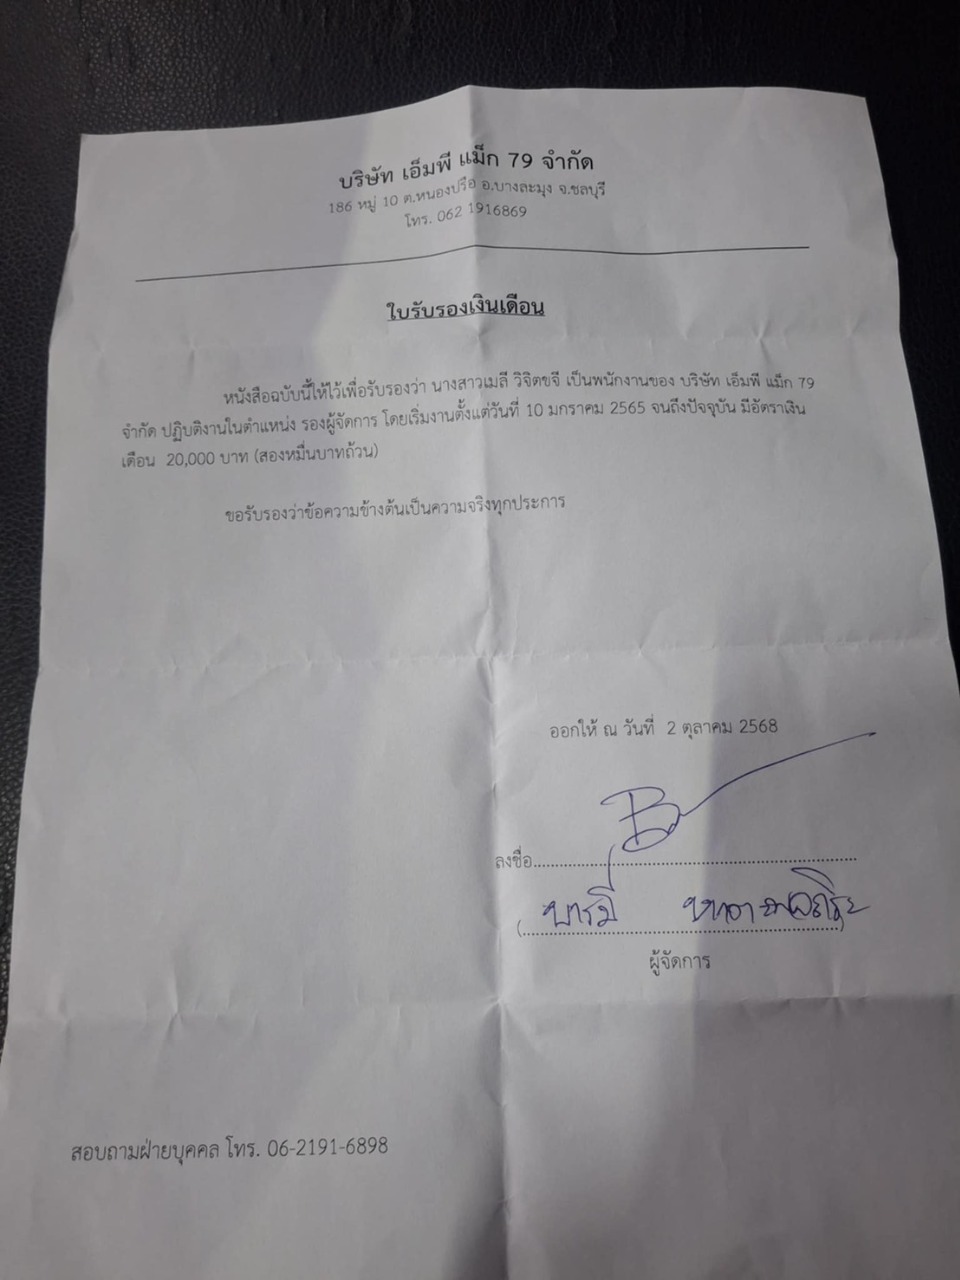 บริษัท เอ็มพี แม็ก 79 จำกัด
186 หมู่ 10 ต.หนองปรือ อ.บางละมุง จ.ชลบุรี
โทร. 062 1916869
ใบรับรองเงินเดือน
หนังสือฉบับนี้ให้ไว้เพื่อรับรองว่า นางสาวเมลี วิจิตขจี เป็นพนักงานของ บริษัท เอ็มพี แม็ก 79
จำกัด ปฏิบติงานในตำแหน่ง รองผู้จัดการ โดยเริ่มงานตั้งแต่วันที่ 10 มกราคม 2565 จนถึงปัจจุบัน มีอัตราเงิน
เดือน 20,000 บาท (สองหมื่นบาทถ้วน)
ขอรับรองว่าข้อความข้างต้นเป็นความจริงทุกประการ
ออกให้ ณ วันที่ 2 ตุลาคม 2568
ลงชื่อ
(บารมี)
ผู้จัดการ
สอบถามฝ่ายบุคคล โทร. 06-2191-6898